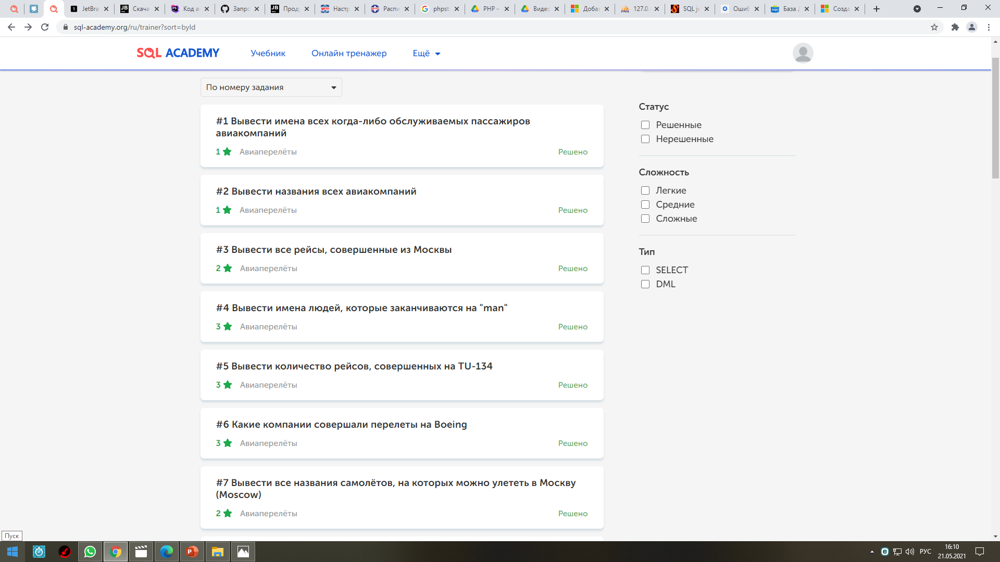 JetBra
Скача
Код а
Запро
Проду
Настр
Распи
phpst
PHP –
Видео
Добав
127.0.
SQL jo
Ошиб
База д
Созда
sql-academy.org/ru/trainer?sort=byId
SQL ACADEMY
Учебник
Онлайн тренажер
Ещё
По номеру задания
#1 Вывести имена всех когда-либо обслуживаемых пассажиров
авиакомпаний
1 Авиаперелёты Решено
#2 Вывести названия всех авиакомпаний
1 Авиаперелёты Решено
#3 Вывести все рейсы, совершенные из Москвы
2 Авиаперелёты Решено
#4 Вывести имена людей, которые заканчиваются на "man"
3 Авиаперелёты Решено
#5 Вывести количество рейсов, совершенных на TU-134
3 Авиаперелёты Решено
#6 Какие компании совершали перелеты на Boeing
3 Авиаперелёты Решено
#7 Вывести все названия самолётов, на которых можно улететь в Москву
(Moscow)
2 Авиаперелёты Решено
Статус
Решенные
Нерешенные
Сложность
Легкие
Средние
Сложные
Тип
SELECT
DML
Пуск
РУС
16:10
21.05.2021